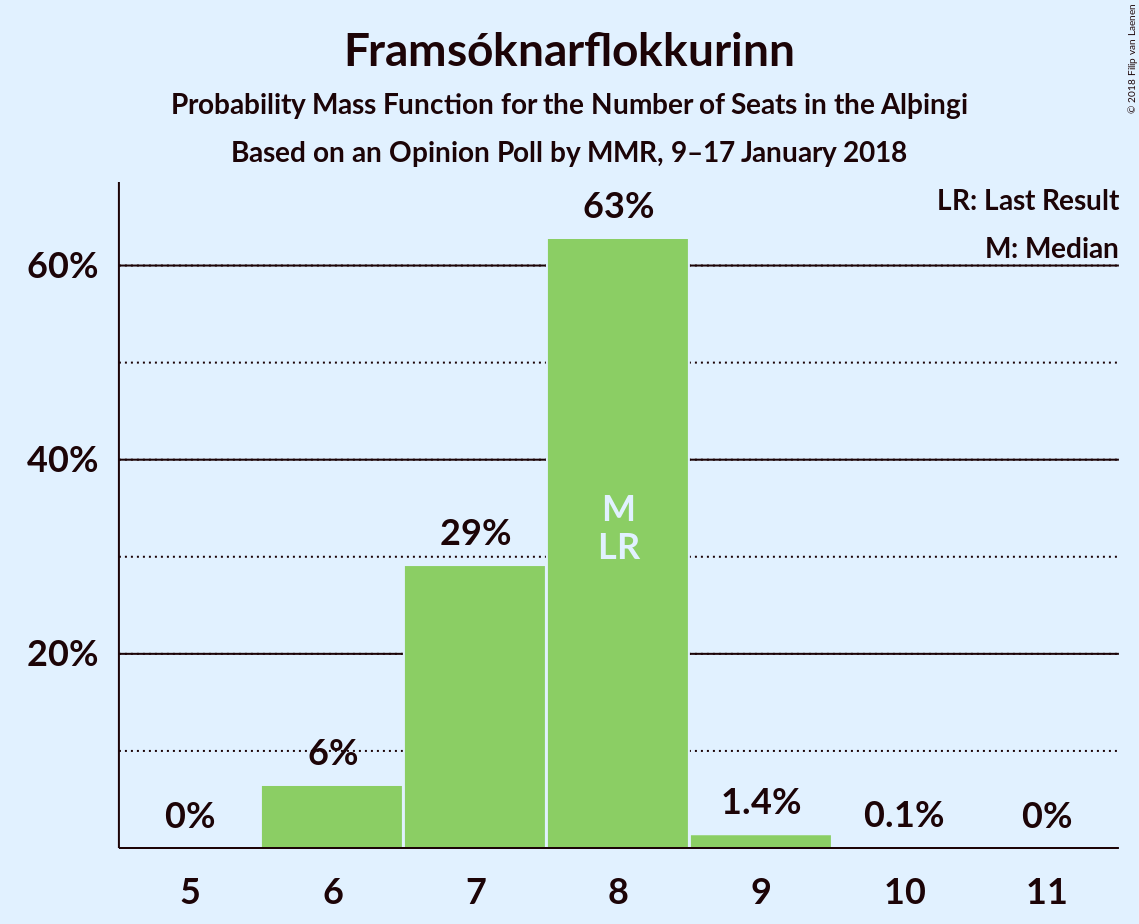 Framsóknarflokkurinn
Probability Mass Function for the Number of Seats in the Alþingi
Based on an Opinion Poll by MMR, 9–17 January 2018
© 2018 Filip van Laenen
LR: Last Result
M: Median
60%
40%
20%
0%
6%
29%
63%
M
LR
1.4%
0.1%
0%
5
6
7
8
9
10
11